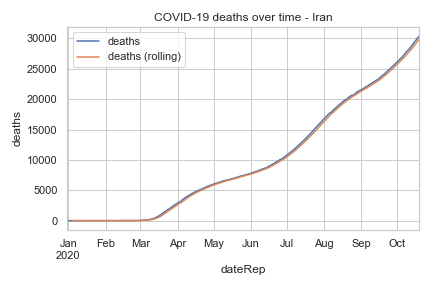 COVID-19 deaths over time - Iran
deaths
deaths (rolling)
30000
25000
20000
15000
10000
5000
0
deaths
Jan Feb Mar Apr May Jun Jul Aug Sep Oct
2020
dateRep